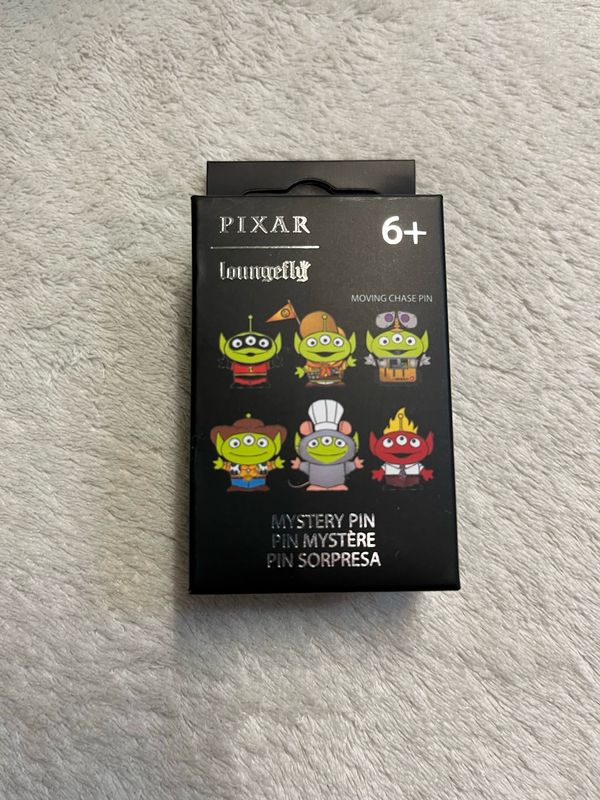 PIXAR
6+
loungefly
MOVING CHASE PIN
MYSTERY PIN
PIN MYSTÈRE
PIN SORPRESA